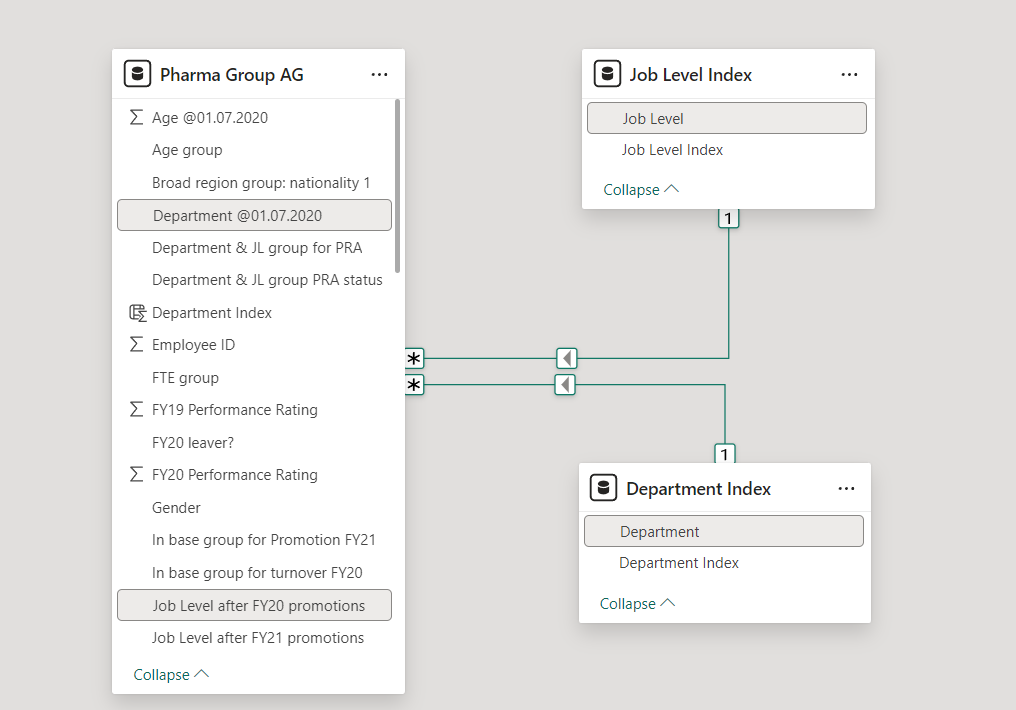 Pharma Group AG
Age @01.07.2020
Age group
Broad region group: nationality 1
Department @01.07.2020
Department & JL group for PRA
Department & JL group PRA status
Department Index
Employee ID
FTE group
FY19 Performance Rating
FY20 leaver?
FY20 Performance Rating
Gender
In base group for Promotion FY21
In base group for turnover FY20
Job Level after FY20 promotions
Job Level after FY21 promotions
Collapse
Job Level Index
Job Level
Job Level Index
Collapse
1
*
*
1
Department Index
Department
Department Index
Collapse